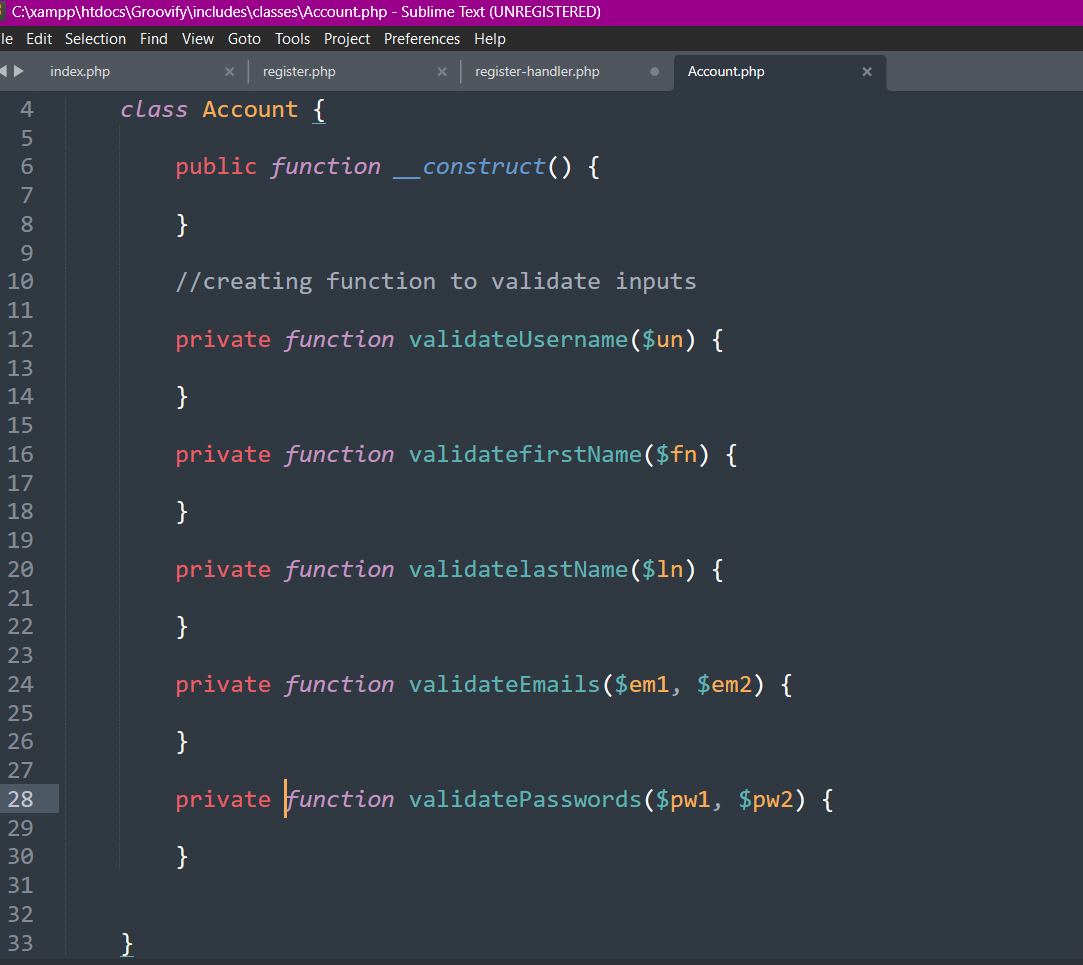 C:\xampp\htdocs\Groovify\includes\classes\Account.php - Sublime Text (UNREGISTERED)
le Edit Selection Find View Goto Tools Project Preferences Help
index.php register.php register-handler.php Account.php
4 class Account {
5
6 public function __construct() {
7
8 }
9
10 //creating function to validate inputs
11
12 private function validateUsername($un) {
13
14 }
15
16 private function validatefirstName($fn) {
17
18 }
19
20 private function validatelastName($ln) {
21
22 }
23
24 private function validateEmails($em1, $em2) {
25
26 }
27
28 private function validatePasswords($pw1, $pw2) {
29
30 }
31
32
33 }